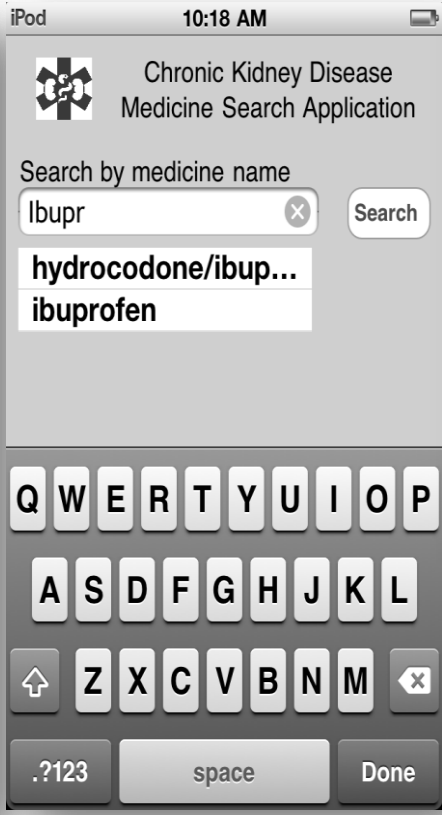 iPod 10:18 AM
Chronic Kidney Disease
Medicine Search Application
Search by medicine name
Ibupr
Search
hydrocodone/ibup...
ibuprofen
Q W E R T Y U I O P
A S D F G H J K L
Z X C V B N M
.?123 space Done